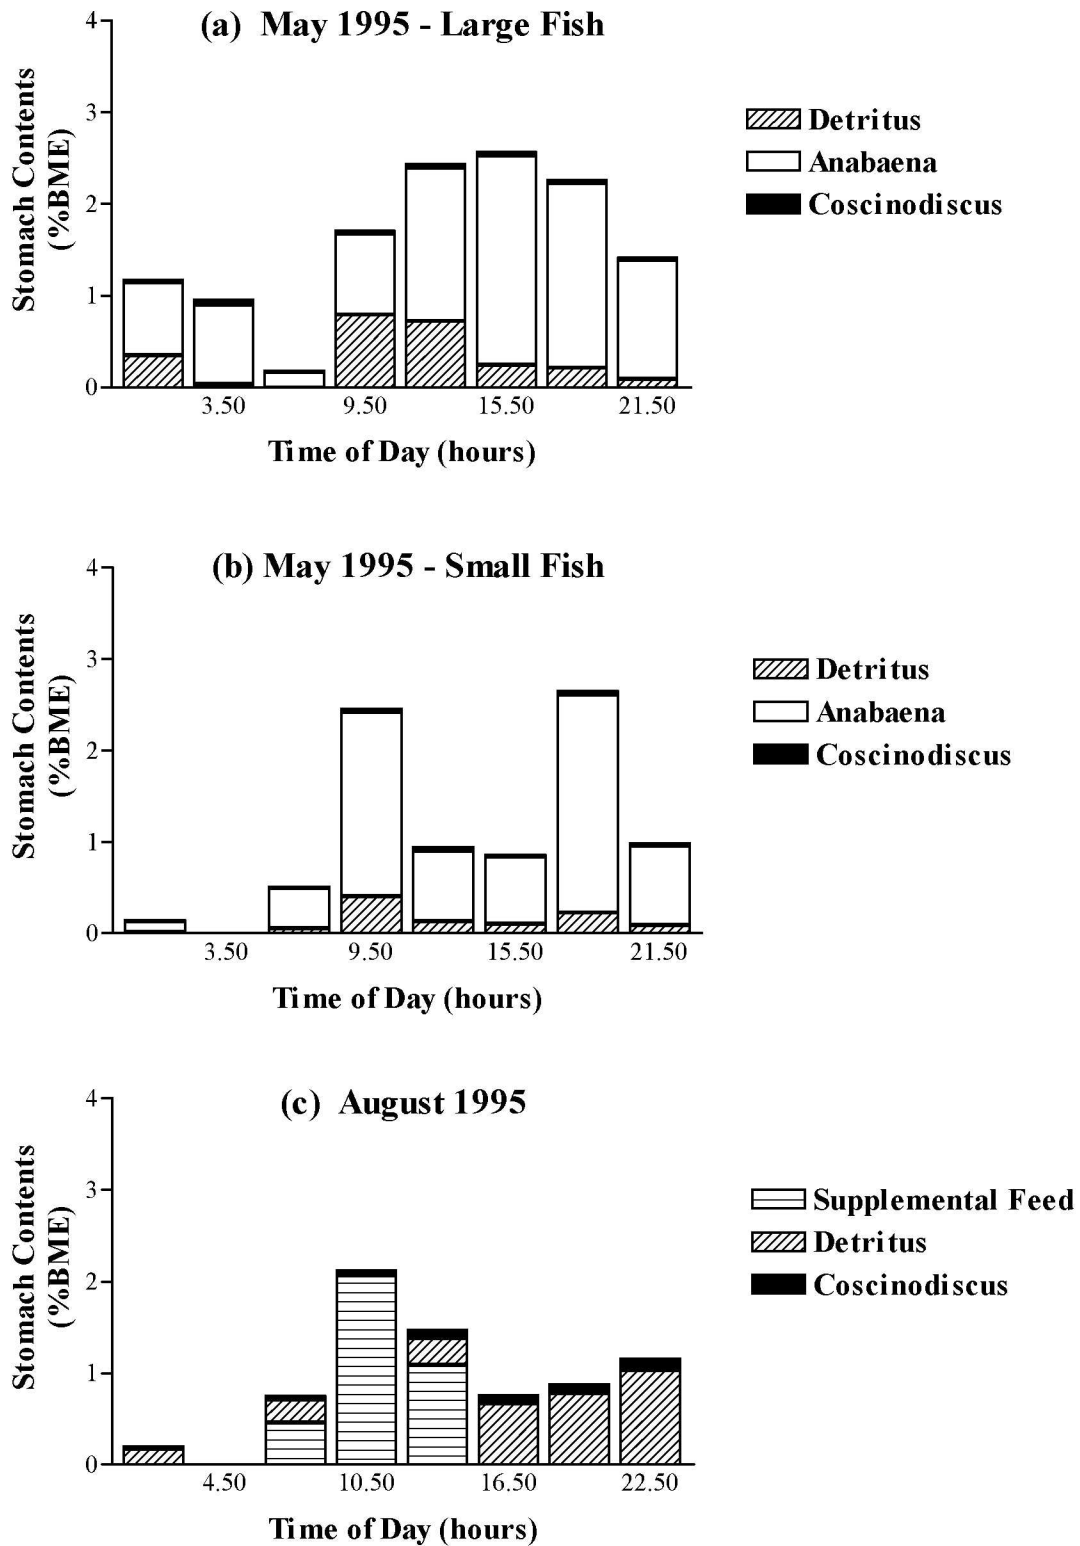 (a) May 1995 - Large Fish
4
3
2
1
0
Stomach Contents
(%BME)
3.50 9.50 15.50 21.50
Time of Day (hours)
Detritus
Anabaena
Coscinodiscus
(b) May 1995 - Small Fish
4
3
2
1
0
Stomach Contents
(%BME)
3.50 9.50 15.50 21.50
Time of Day (hours)
Detritus
Anabaena
Coscinodiscus
(c) August 1995
4
3
2
1
0
Stomach Contents
(%BME)
4.50 10.50 16.50 22.50
Time of Day (hours)
Supplemental Feed
Detritus
Coscinodiscus